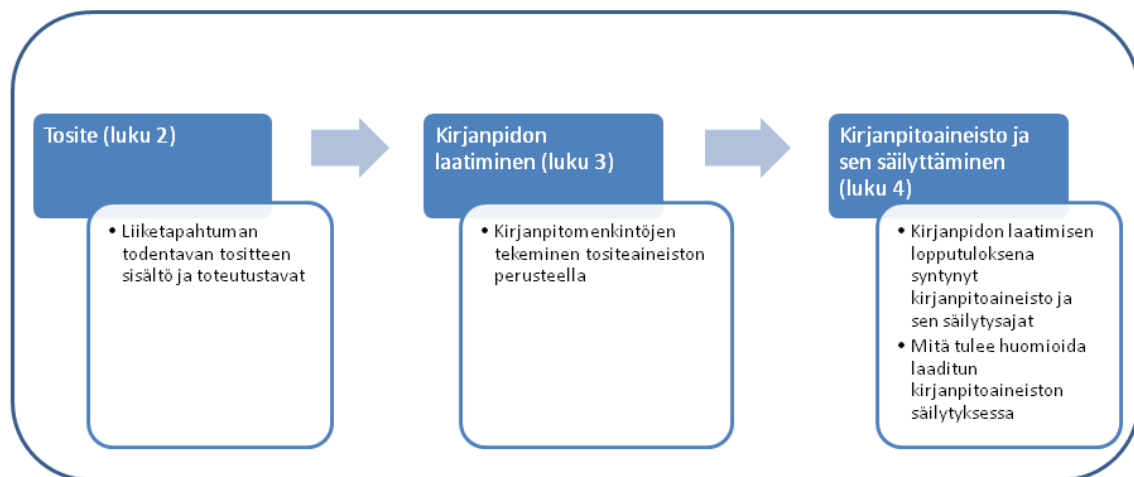 Tosite (luku 2)
• Liiketapahtuman
todentavan tositteen
sisältö ja toteutustavat
Kirjanpidon
laatiminen (luku 3)
• Kirjanpitomenkintöjen
tekeminen tositeaineiston
perusteella
Kirjanpitoaineisto ja
sen säilyttäminen
(luku 4)
• Kirjanpidon laatimisen
lopputuloksena
syntynyt
kirjanpitoaineisto ja
sen säilytysajat
• Mitä tulee huomioida
laaditun
kirjanpitoaineiston
säilytyksessa